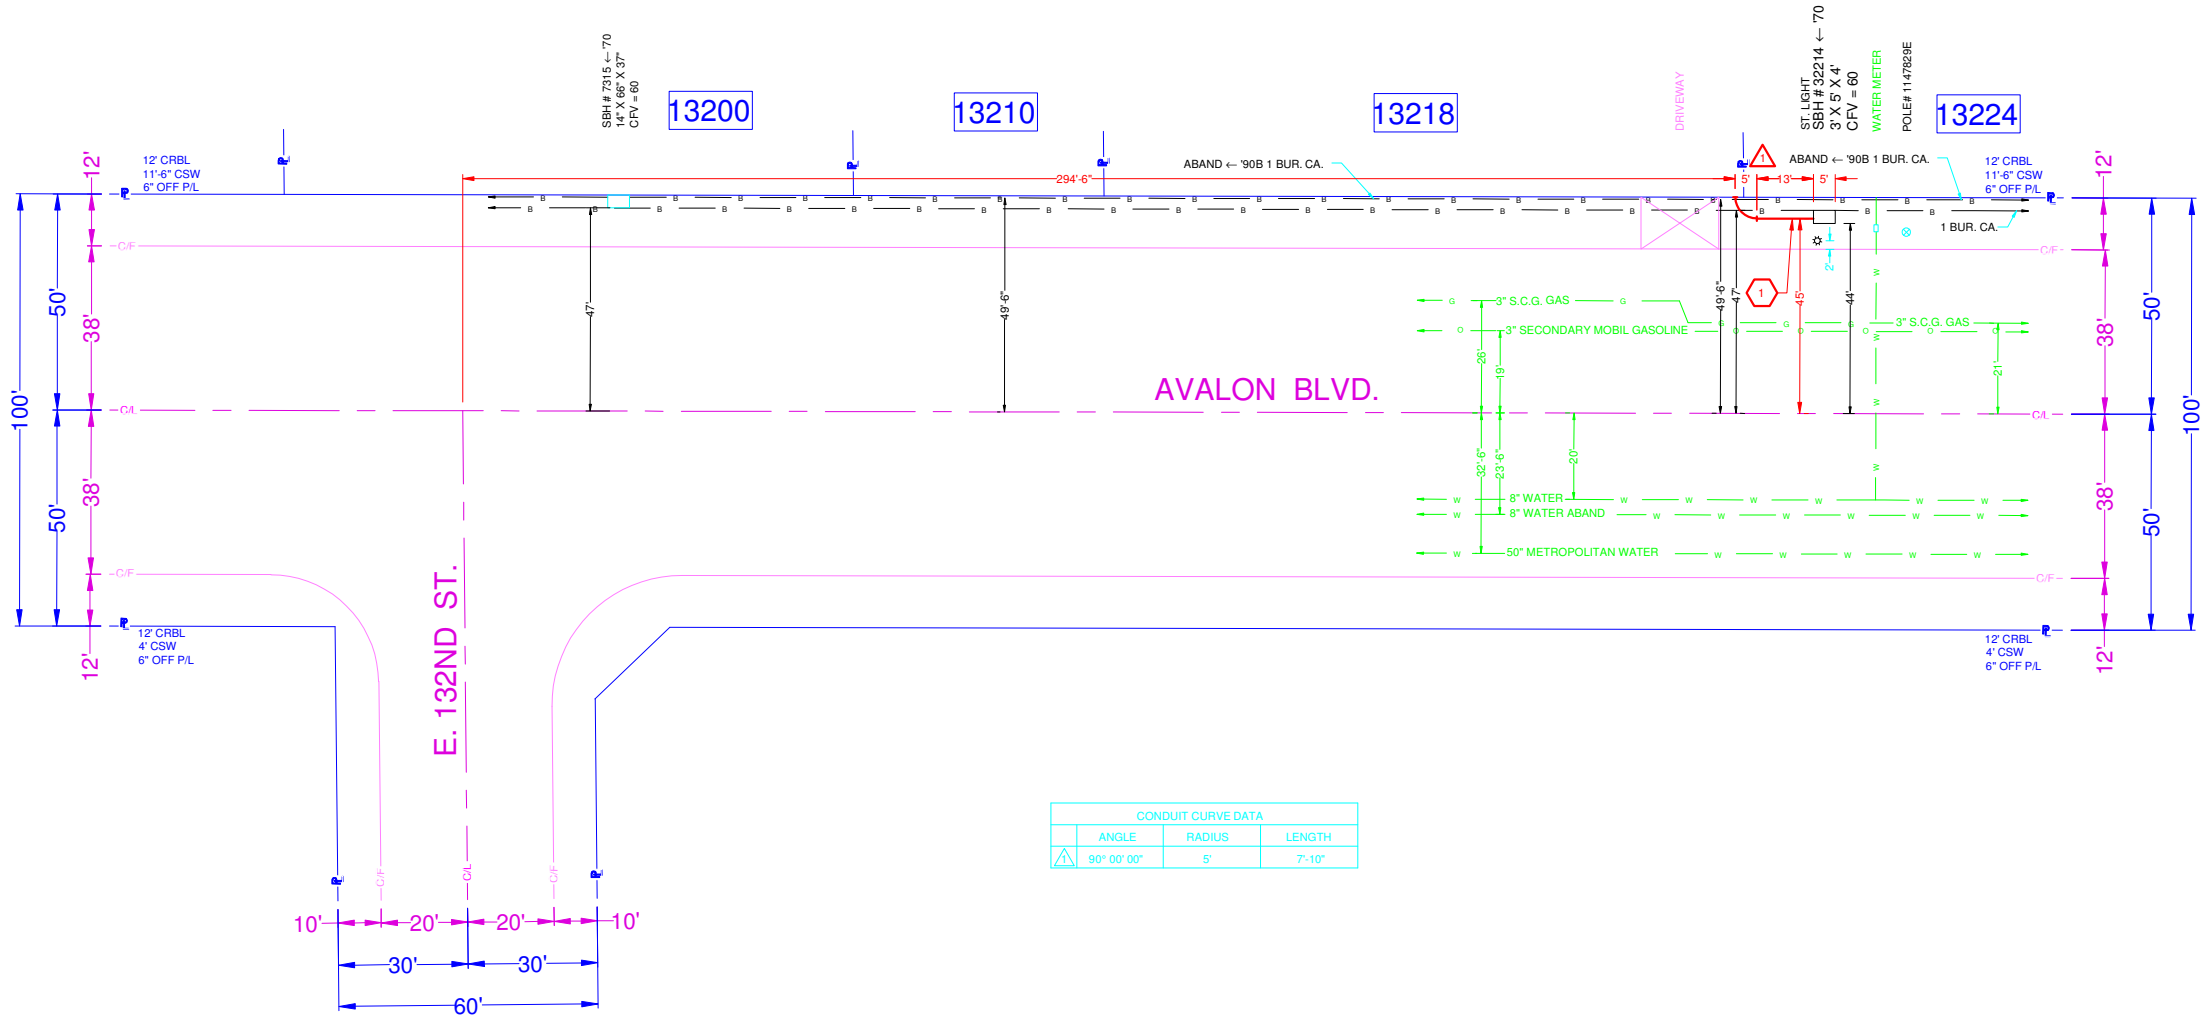 SBH # 7315 ← '70
14" X 66" X 37"
CFV = 60
13200
13210
13218
DRIVEWAY
ST. LIGHT
SBH # 32214 ← '70
3' X 5' X 4'
CFV = 60
WATER METER
POLE# 1147829E
13224
12'
12' CRBL
11'-6" CSW
6" OFF P/L
ABAND ← '90B 1 BUR. CA.
1
ABAND ← '90B 1 BUR. CA.
12' CRBL
11'-6" CSW
6" OFF P/L
12'
294'-6"
5'
13'
5'
1 BUR. CA.
C/F
C/F
2'
50'
38'
47'
49'-6"
49'-6"
47'
1
45'
44'
3" S.C.G. GAS
3" S.C.G. GAS
3" SECONDARY MOBIL GASOLINE
26'
19'
21'
38'
50'
100'
AVALON BLVD.
C/L
C/L
100'
38'
50'
32'-6"
23'-6"
20'
8" WATER
8" WATER ABAND
50" METROPOLITAN WATER
38'
50'
C/F
C/F
12' CRBL
4' CSW
6" OFF P/L
12'
E. 132ND ST.
12' CRBL
4' CSW
6" OFF P/L
12'
CONDUIT CURVE DATA
ANGLE RADIUS LENGTH
1 90° 00' 00" 5' 7'-10"
C/F
C/L
C/F
10'
20'
20'
10'
30'
30'
60'